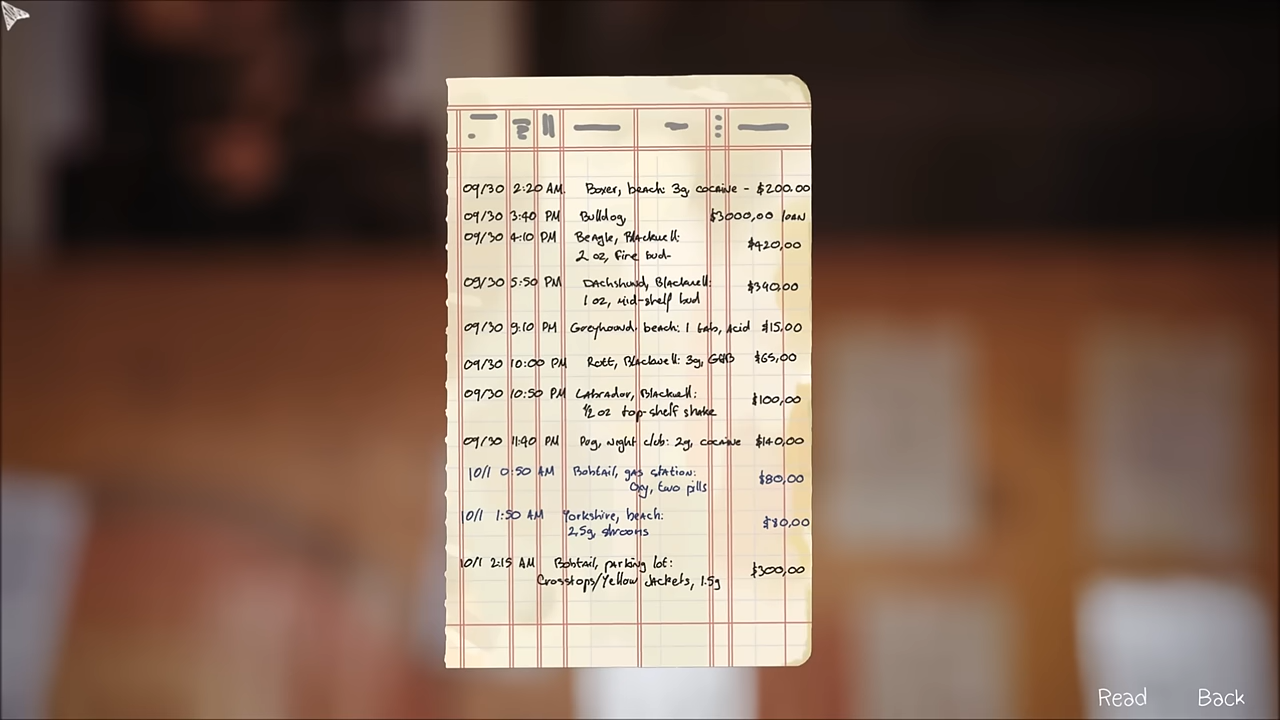 09/30 2:20 AM. Boxer, beach: 3g, cocaine - $200.00
09/30 3:40 PM Bulldog, $3000,00 loan
09/30 4:10 PM Beagle, Blackwell: $420,00
2 oz, fire bud-
09/30 5:50 PM Dachshund, Blackwell: $340,00
1 oz, mid-shelf bud
09/30 9:10 PM Greyhound, beach: 1 tab, acid $15,00
09/30 10:00 PM Rott, Blackwell: 3g, GHB $65,00
09/30 10:50 PM Labrador, Blackwell: $100,00
1/2 oz top-shelf shake
09/30 11:40 PM Pog, night club: 2g, cocaine $140,00
10/1 0:50 AM Bobtail, gas station: $80,00
Oxy, two pills
10/1 1:50 AM Yorkshire, beach: $80,00
2,5g, shrooms
10/1 2:15 AM Bobtail, parking lot: $300,00
Crosstops/Yellow Jackets, 1.5g
Read Back